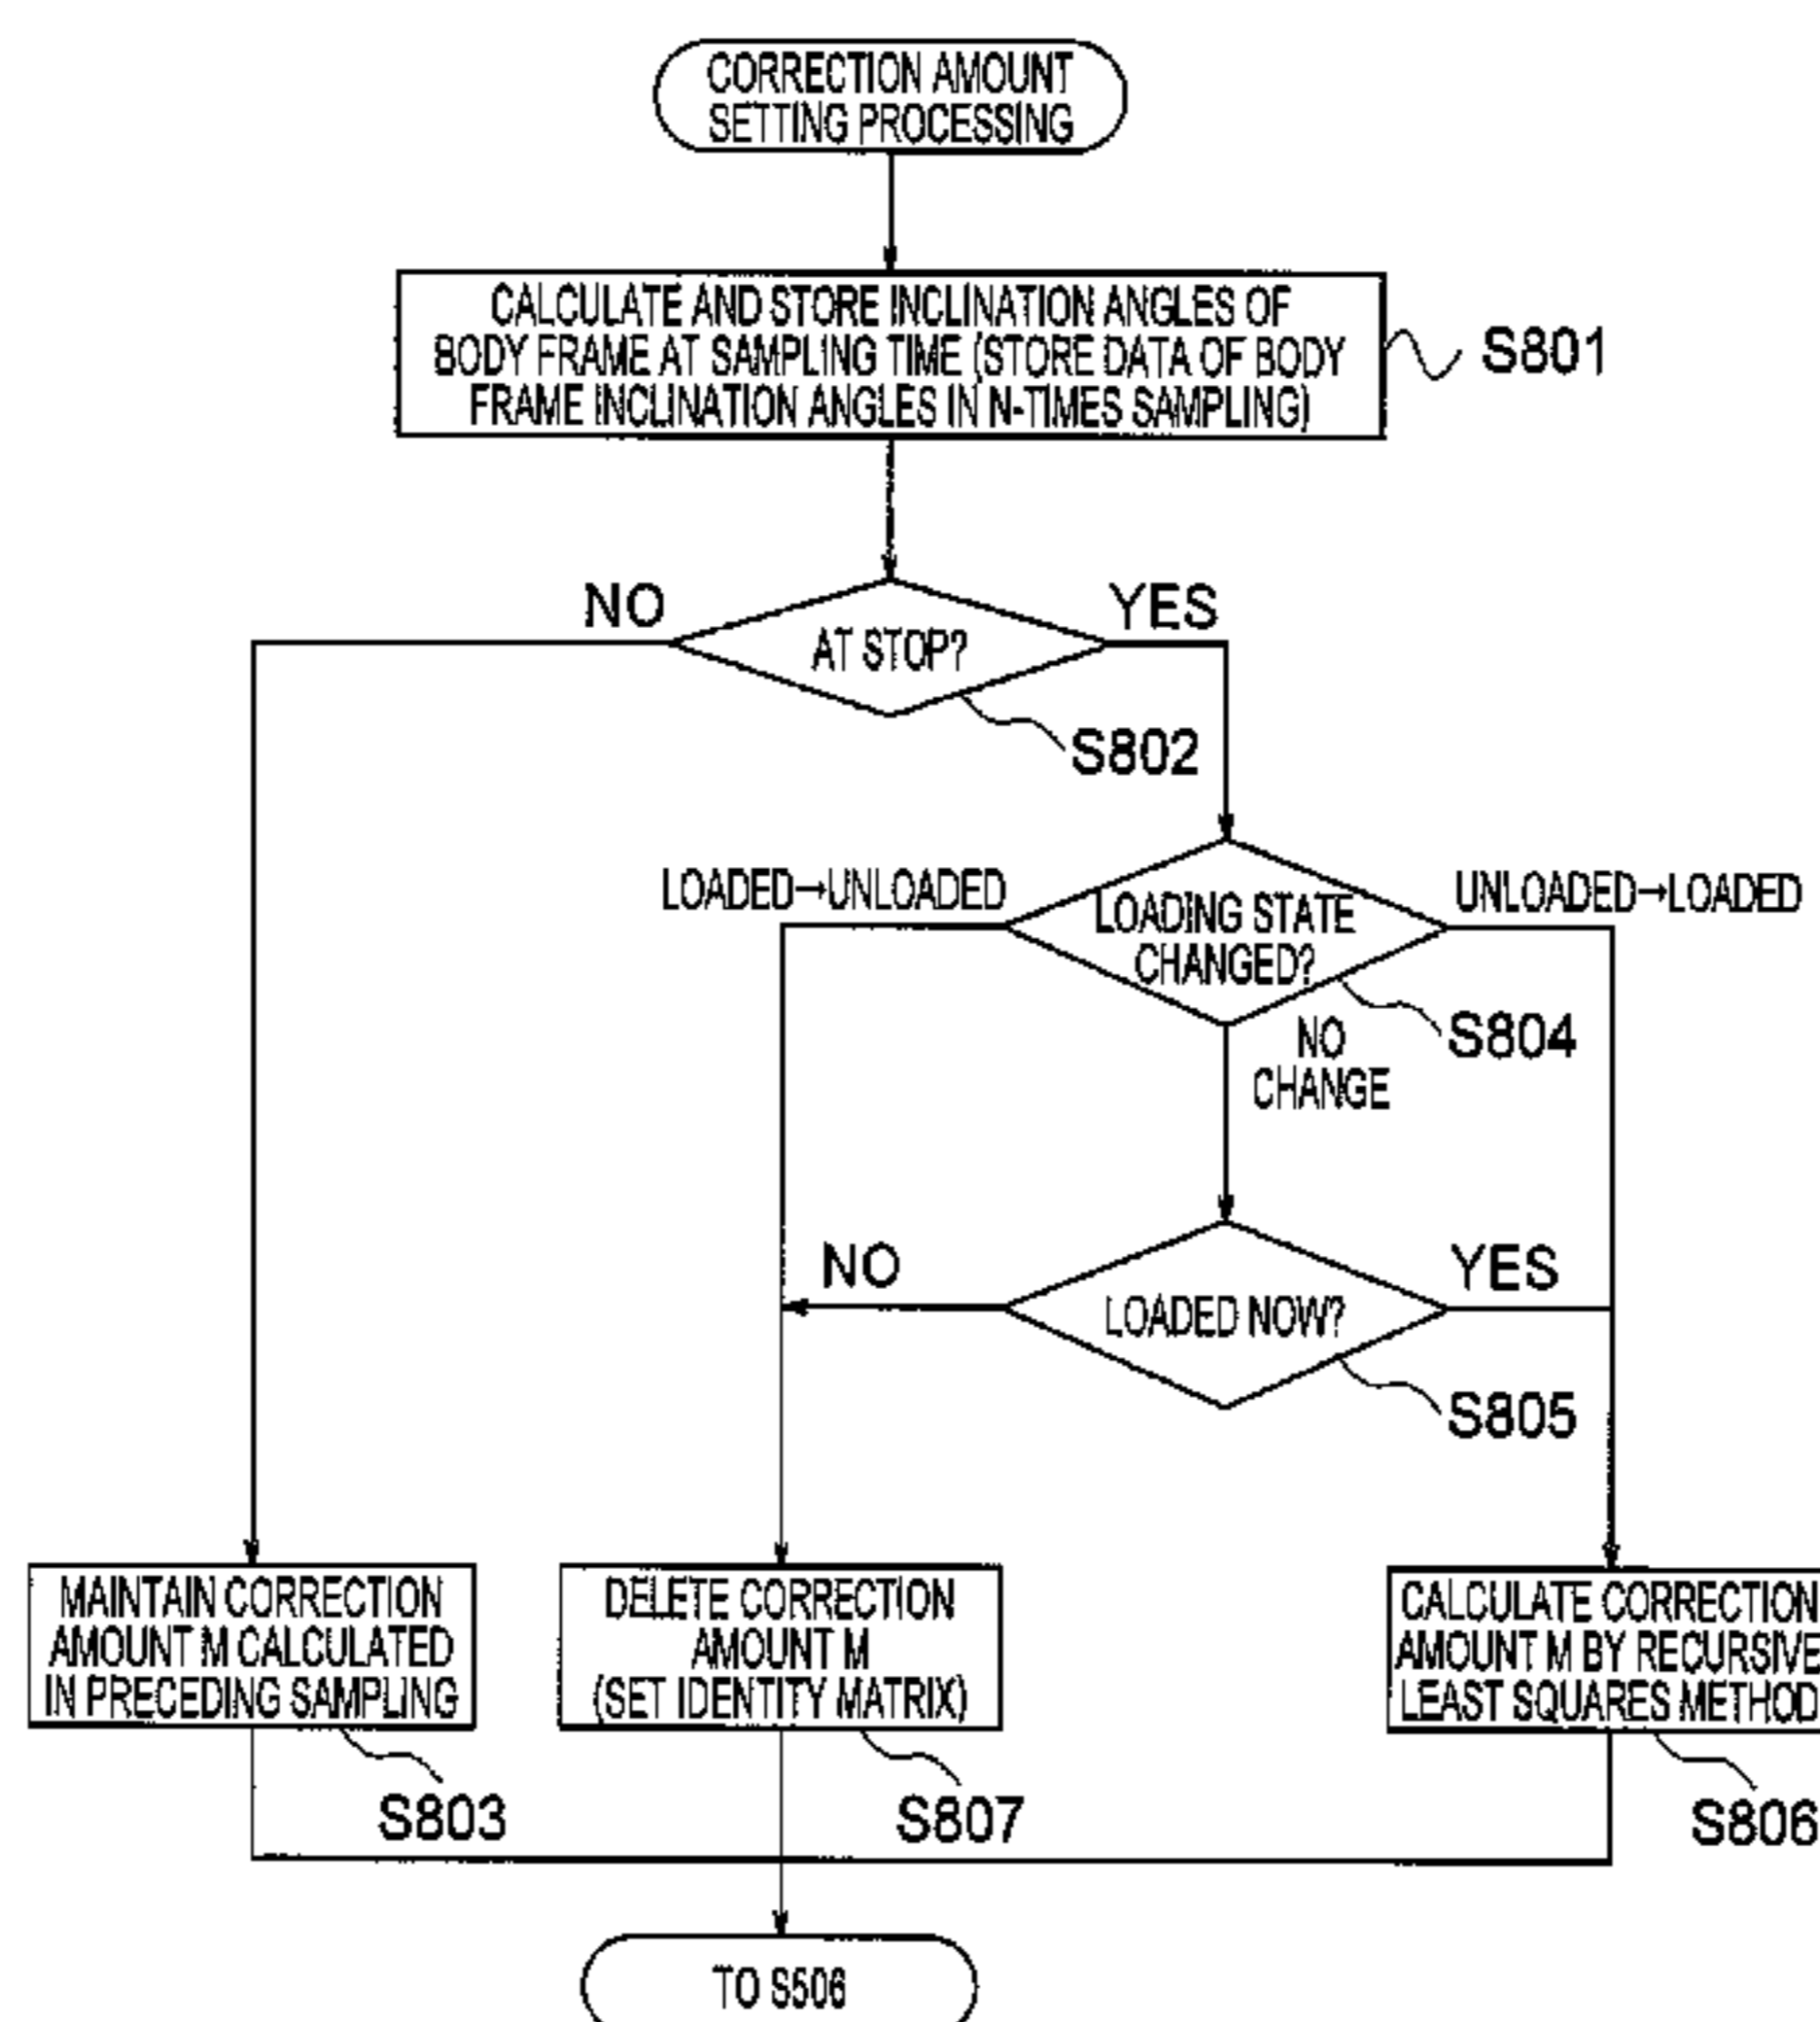 CORRECTION AMOUNT
SETTING PROCESSING
CALCULATE AND STORE INCLINATION ANGLES OF
BODY FRAME AT SAMPLING TIME (STORE DATA OF BODY
FRAME INCLINATION ANGLES IN N-TIMES SAMPLING)
S801
NO
YES
AT STOP?
S802
LOADED→UNLOADED
UNLOADED→LOADED
LOADING STATE
CHANGED?
S804
NO
CHANGE
NO
YES
LOADED NOW?
S805
MAINTAIN CORRECTION
AMOUNT M CALCULATED
IN PRECEDING SAMPLING
S803
DELETE CORRECTION
AMOUNT M
(SET IDENTITY MATRIX)
S807
CALCULATE CORRECTION
AMOUNT M BY RECURSIVE
LEAST SQUARES METHOD
S806
TO S506